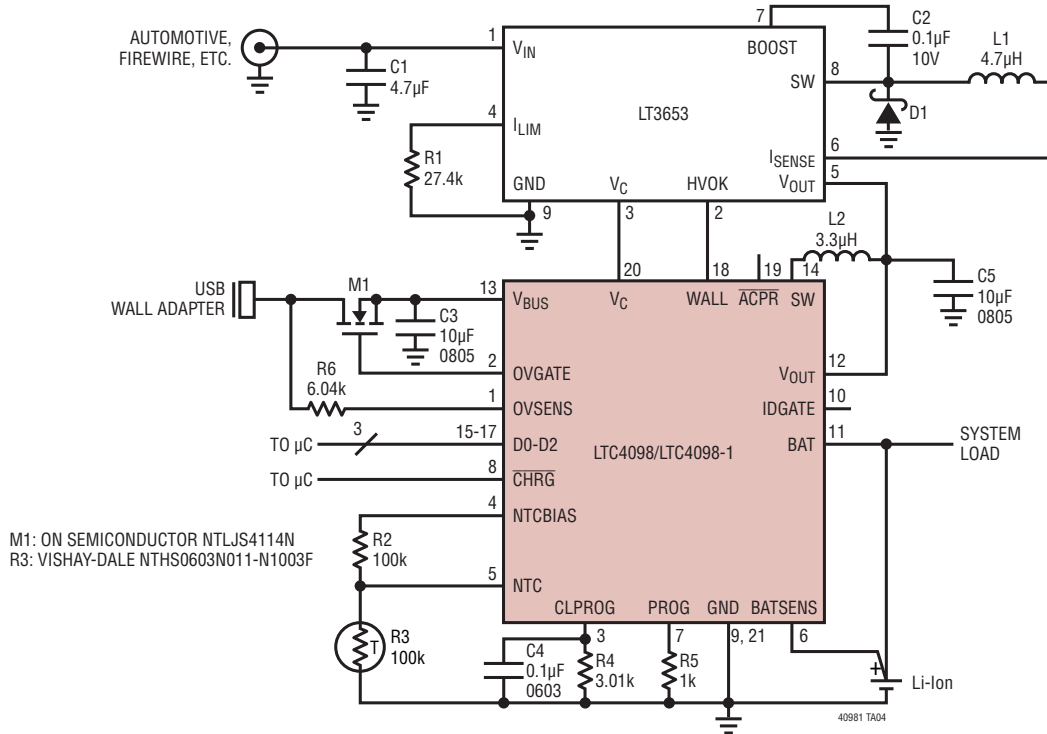 AUTOMOTIVE,
FIREWIRE, ETC.
C1
4.7µF
1
VIN
7
BOOST
C2
0.1µF
10V
L1
4.7µH
SW
8
D1
LT3653
4
ILIM
R1
27.4k
ISENSE
6
VOUT
5
GND
9
VC
3
HVOK
2
L2
3.3µH
USB
WALL ADAPTER
M1
13
VBUS
C3
10µF
0805
20
VC
18
WALL
19
ACPR
14
SW
C5
10µF
0805
2
OVGATE
VOUT
12
R6
6.04k
1
OVSENS
IDGATE
10
TO µC
3
15-17
D0-D2
LTC4098/LTC4098-1
BAT
11
SYSTEM
LOAD
TO µC
8
CHRG
4
NTCBIAS
M1: ON SEMICONDUCTOR NTLJS4114N
R3: VISHAY-DALE NTHS0603N011-N1003F
R2
100k
5
NTC
CLPROG
3
PROG
7
GND
9, 21
BATSENS
6
T
R3
100k
C4
0.1µF
0603
R4
3.01k
R5
1k
+
Li-Ion
40981 TA04